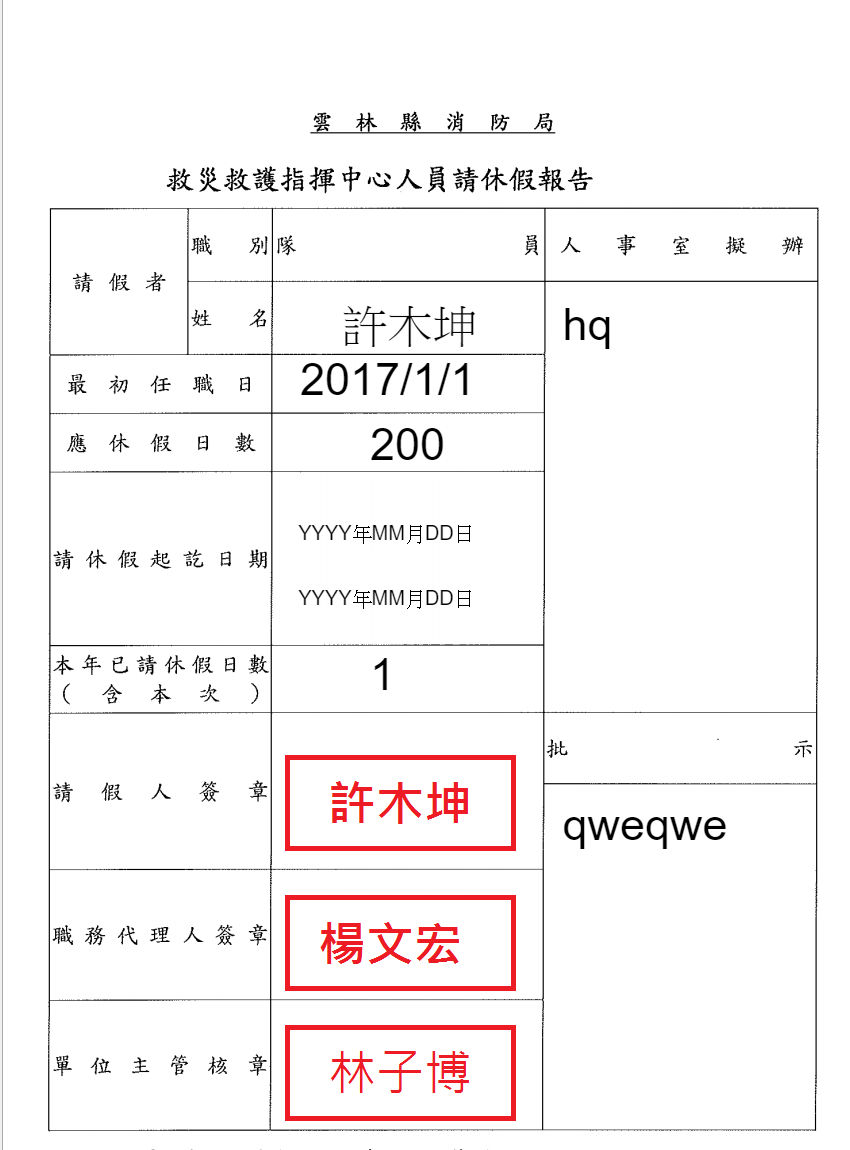 雲林縣消防局
救災救護指揮中心人員請休假報告
請假者
職別
隊員
人事室擬辦
姓名
許木坤
hq
最初任職日
2017/1/1
應休假日數
200
請休假起訖日期
YYYY年MM月DD日
YYYY年MM月DD日
本年已請休假日數
(含本次)
1
批示
請假人簽章
許木坤
qweqwe
職務代理人簽章
楊文宏
單位主管核章
林子博